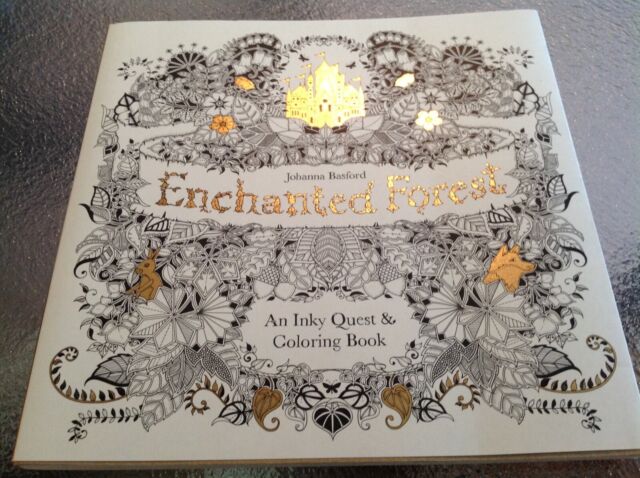 Johanna Basford
Enchanted Forest
An Inky Quest &
Coloring Book